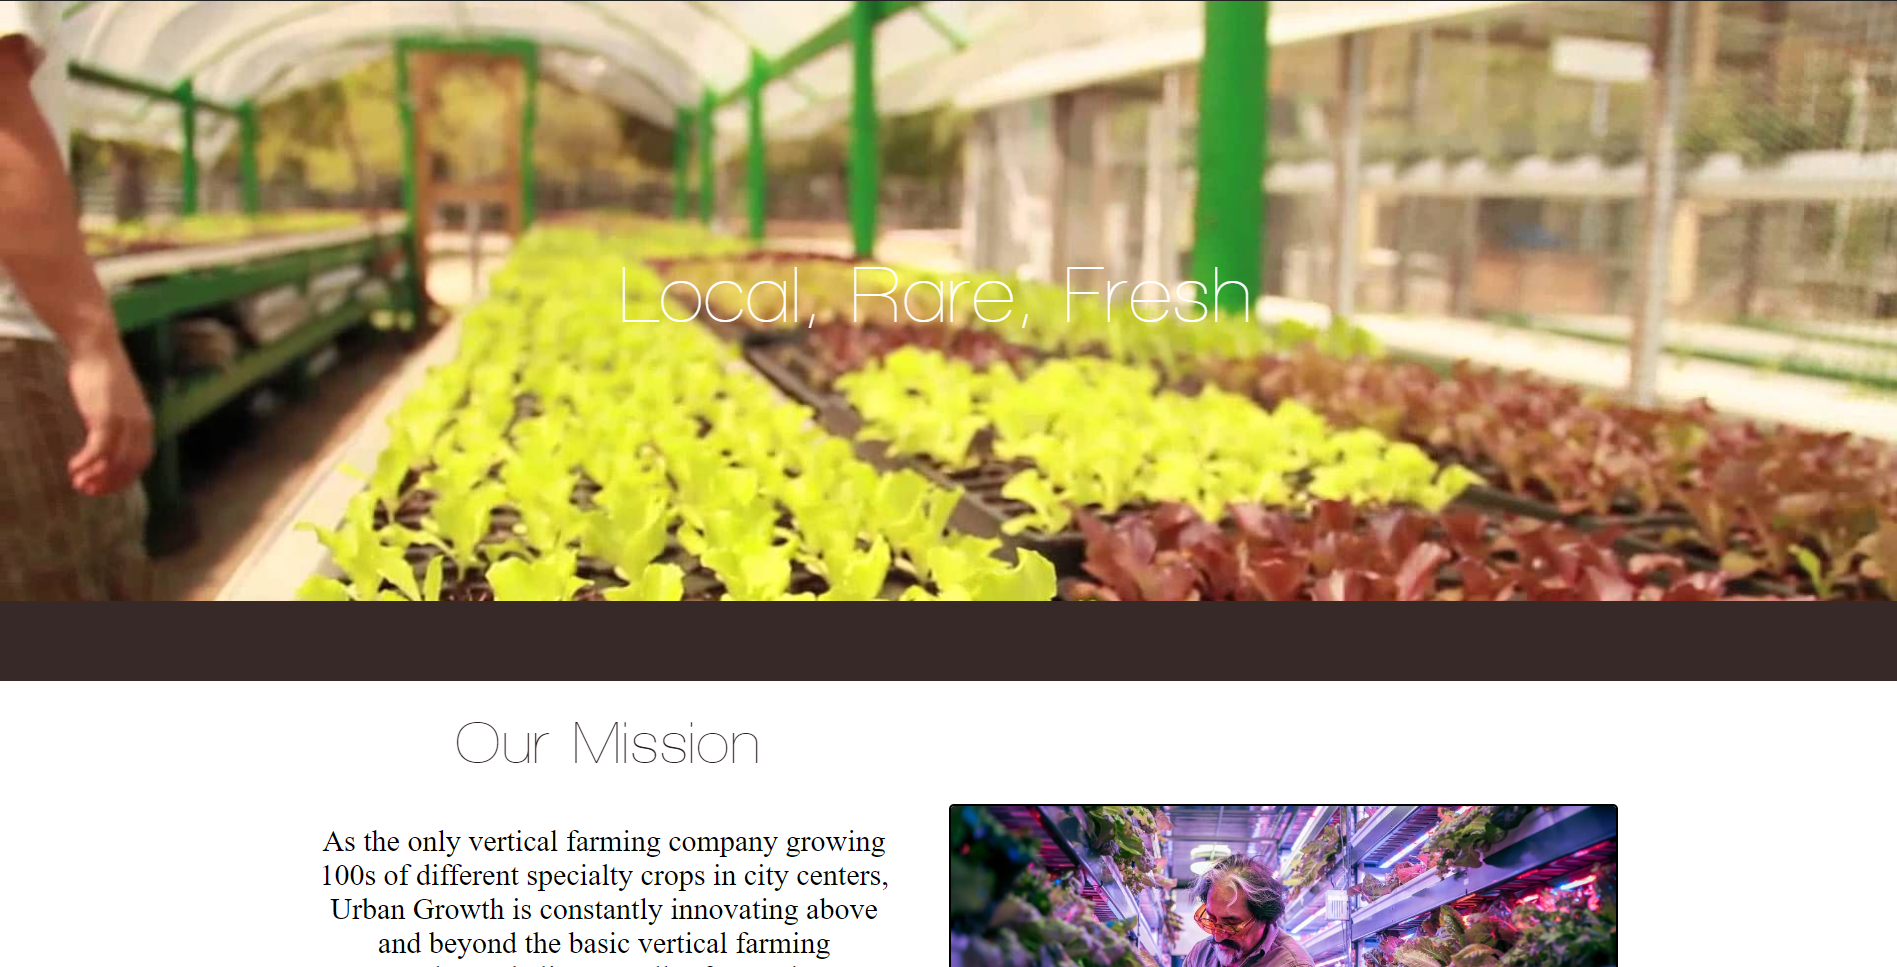 Local, Rare, Fresh
Our Mission
As the only vertical farming company growing
100s of different specialty crops in city centers,
Urban Growth is constantly innovating above
and beyond the basic vertical farming